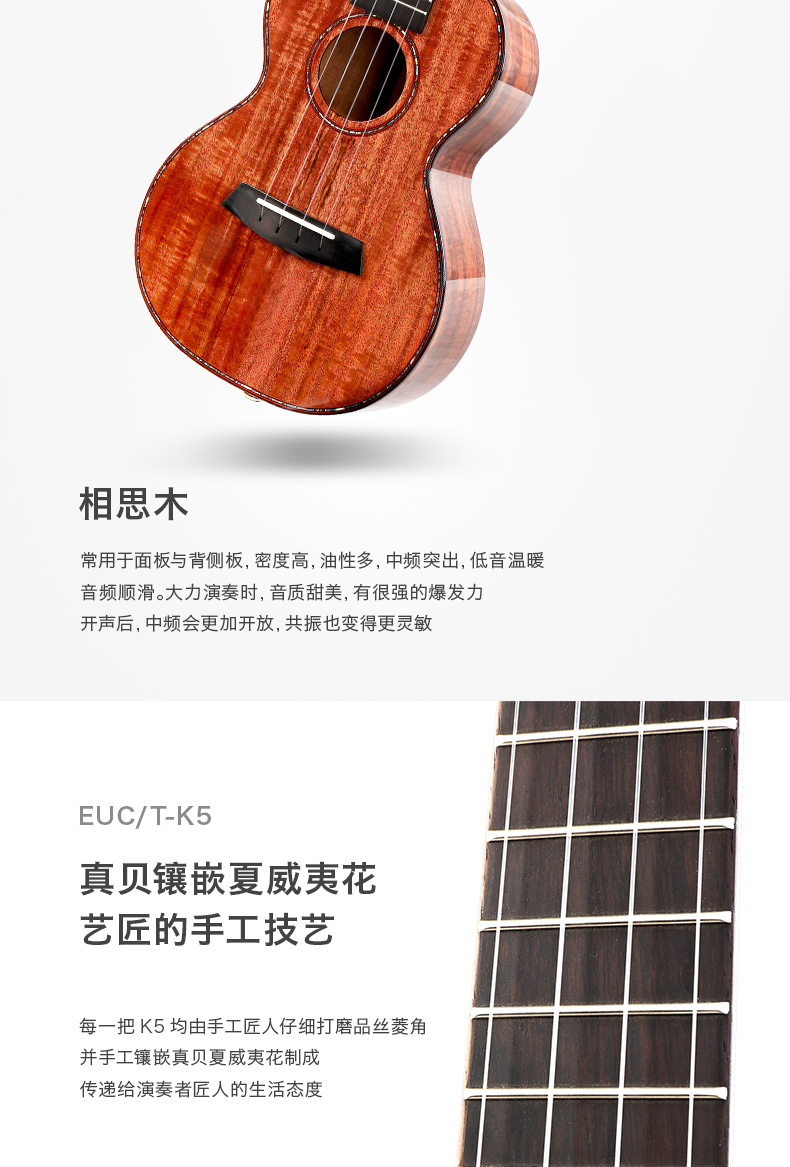 相思木
常用于面板与背侧板, 密度高, 油性多, 中频突出, 低音温暖
音频顺滑。大力演奏时, 音质甜美, 有很强的爆发力
开声后, 中频会更加开放, 共振也变得更灵敏
EUC/T-K5
真贝镶嵌夏威夷花
艺匠的手工技艺
每一把 K5 均由手工匠人仔细打磨品丝菱角
并手工镶嵌真贝夏威夷花制成
传递给演奏者匠人的生活态度